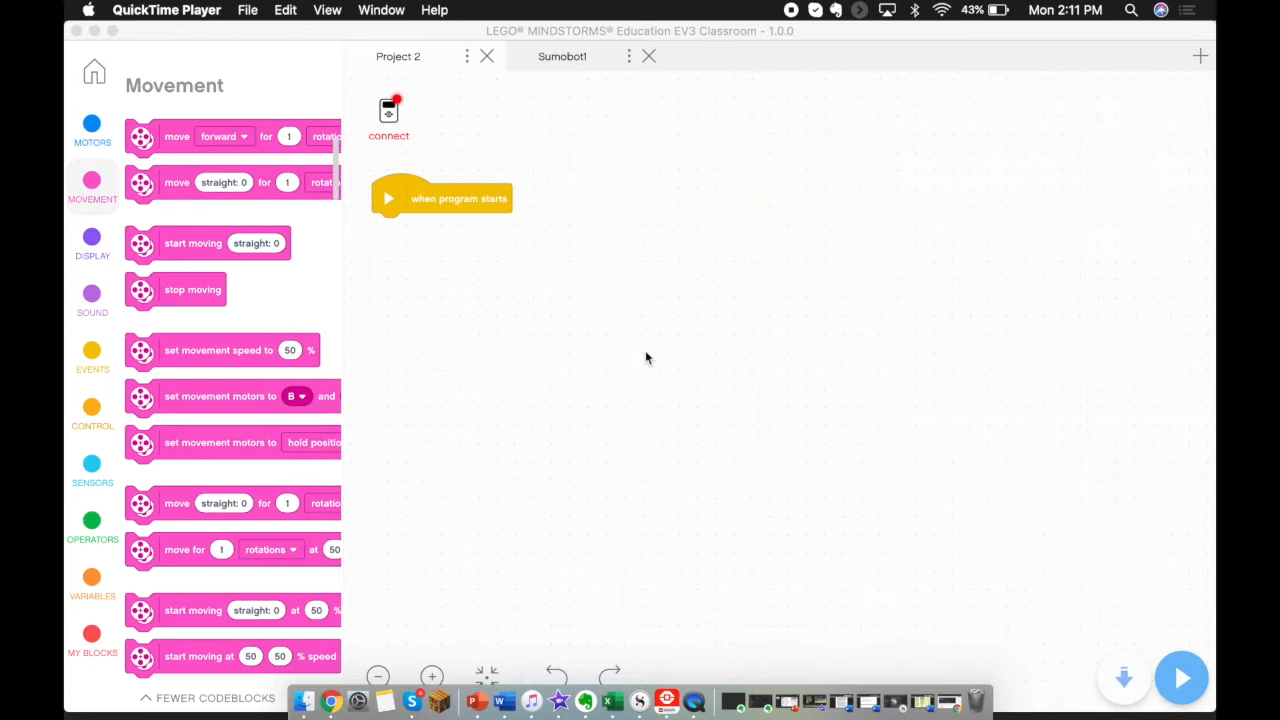 QuickTime Player File Edit View Window Help 43% Mon 2:11 PM
LEGO® MINDSTORMS® Education EV3 Classroom - 1.0.0
Project 2 Sumobot1
Movement
MOTORS
MOVEMENT
DISPLAY
SOUND
EVENTS
CONTROL
SENSORS
OPERATORS
VARIABLES
MY BLOCKS
move forward for 1 rotatio
move straight: 0 for 1 rotat
start moving straight: 0
stop moving
set movement speed to 50 %
set movement motors to B and
set movement motors to hold positio
move straight: 0 for 1 rotatio
move for 1 rotations at 50
start moving straight: 0 at 50 %
start moving at 50 50 % speed
FEWER CODEBLOCKS
connect
when program starts